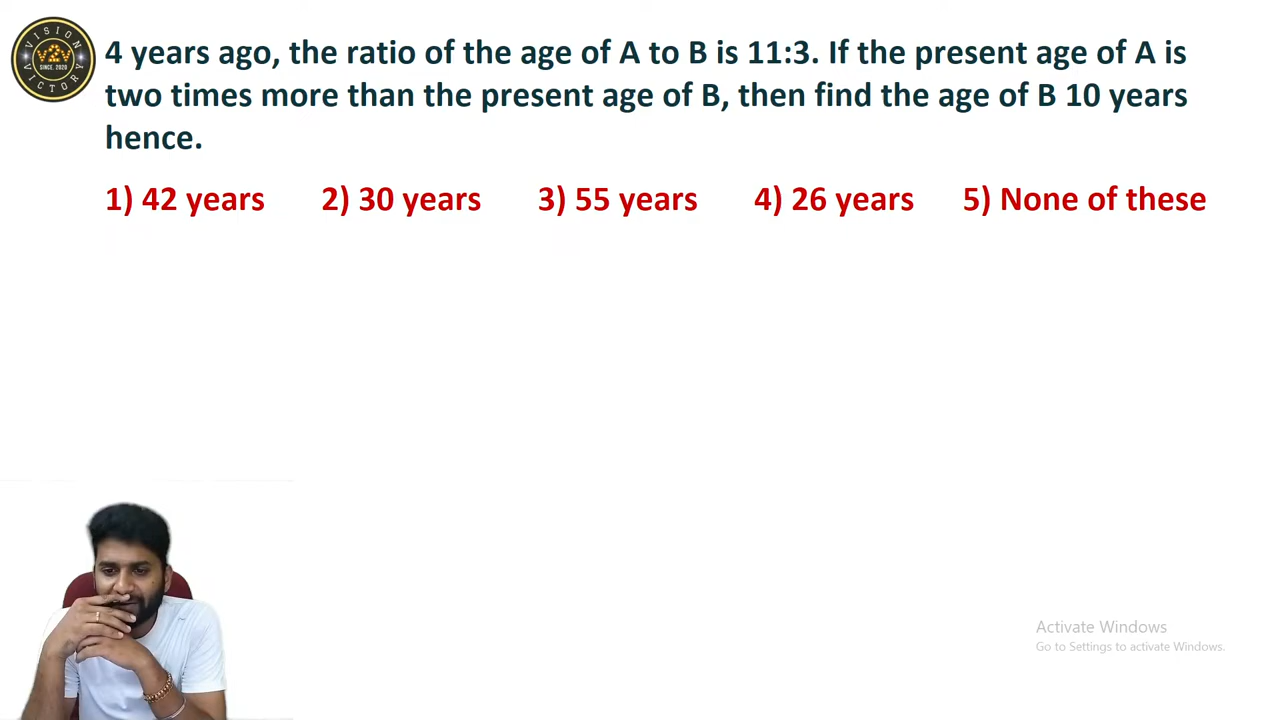 VISION
SINCE. 2020
VICTORY
4 years ago, the ratio of the age of A to B is 11:3. If the present age of A is
two times more than the present age of B, then find the age of B 10 years
hence.
1) 42 years 2) 30 years 3) 55 years 4) 26 years 5) None of these
Activate Windows
Go to Settings to activate Windows.